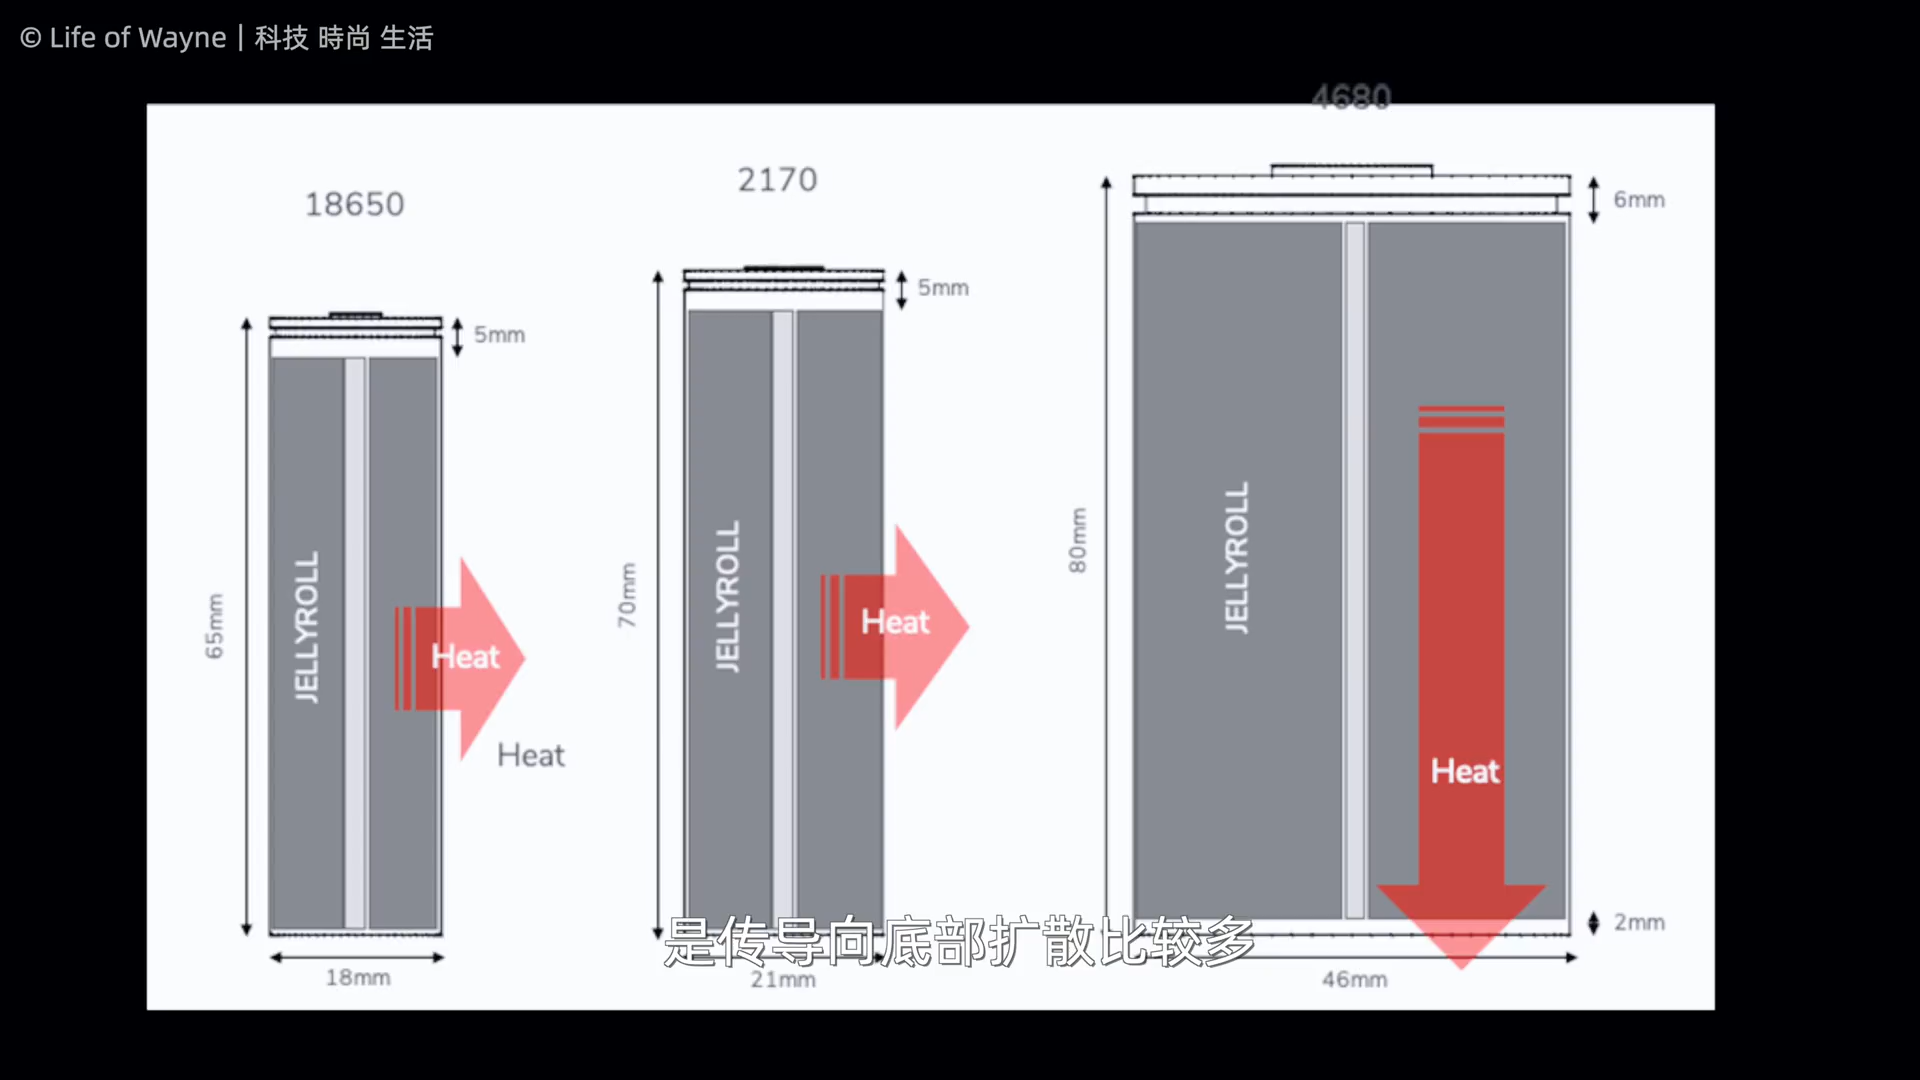 © Life of Wayne | 科技 時尚 生活
4680
2170
18650
6mm
5mm
5mm
JELLYROLL
JELLYROLL
JELLYROLL
80mm
70mm
65mm
Heat
Heat
Heat
Heat
2mm
是传导向底部扩散比较多
18mm
21mm
46mm